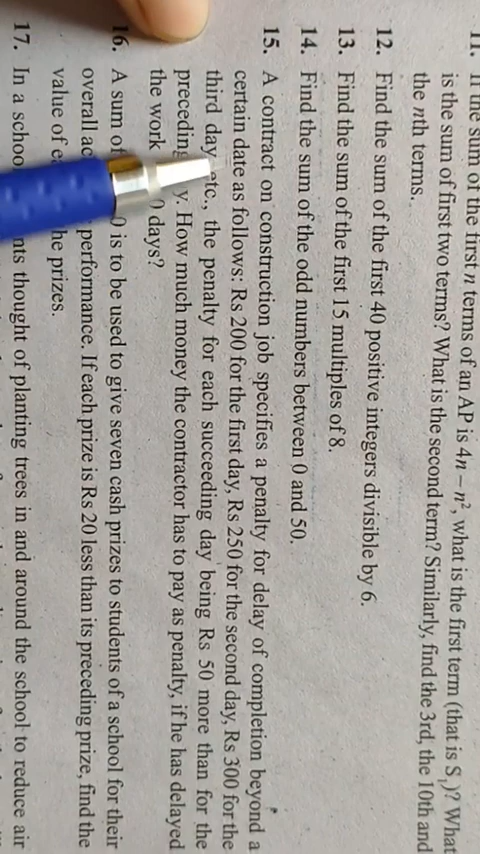 11. If the sum of the first n terms of an AP is 4n – n², what is the first term (that is S₁)? What
is the sum of first two terms? What is the second term? Similarly, find the 3rd, the 10th and
the nth terms.
12. Find the sum of the first 40 positive integers divisible by 6.
13. Find the sum of the first 15 multiples of 8.
14. Find the sum of the odd numbers between 0 and 50.
15. A contract on construction job specifies a penalty for delay of completion beyond a
certain date as follows: Rs 200 for the first day, Rs 250 for the second day, Rs 300 for the
third day, etc., the penalty for each succeeding day being Rs 50 more than for the
preceding y. How much money the contractor has to pay as penalty, if he has delayed
the work 0 days?
16. A sum of 0 is to be used to give seven cash prizes to students of a school for their
overall ac performance. If each prize is Rs 20 less than its preceding prize, find the
value of e he prizes.
17. In a school nts thought of planting trees in and around the school to reduce air